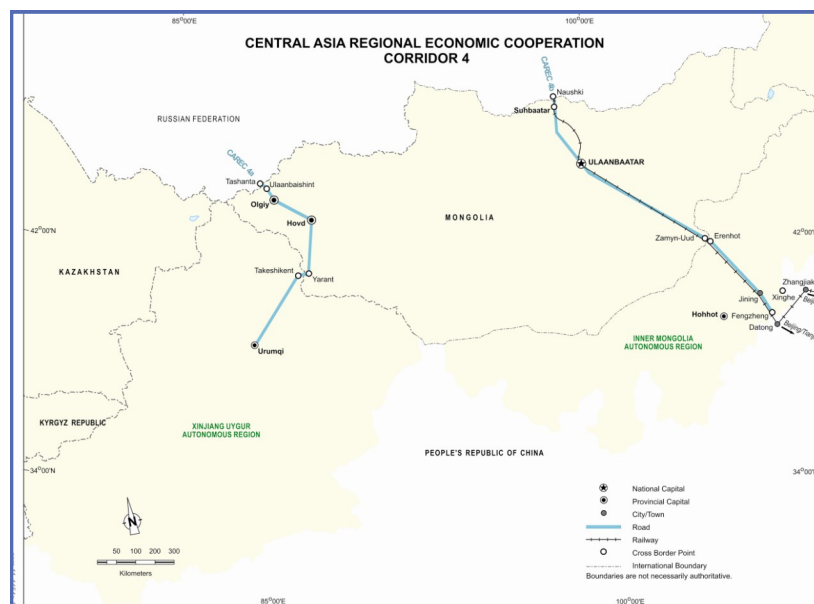 85°00'E
100°00'E
CENTRAL ASIA REGIONAL ECONOMIC COOPERATION
CORRIDOR 4
CAREC 4b
Naushki
Suhbaatar
RUSSIAN FEDERATION
CAREC 4a
ULAANBAATAR
Tashanta
Ulaanbaishint
Olgiy
MONGOLIA
Hovd
42°00'N
42°00'N
Zamyn-Uud
Erenhot
KAZAKHSTAN
Takeshikent
Yarant
Zhangjiak
Jining
Xinghe
Beij
Hohhot
Fengzheng
Datong
Beijing/Tianj
INNER MONGOLIA
AUTONOMOUS REGION
Urumqi
KYRGYZ REPUBLIC
XINJIANG UYGUR
AUTONOMOUS REGION
PEOPLE'S REPUBLIC OF CHINA
34°00'N
34°00'N
National Capital
Provincial Capital
City/Town
Road
Railway
Cross Border Point
International Boundary
Boundaries are not necessarily authoritative.
N
50 100 200 300
Kilometers
85°00'E
100°00'E